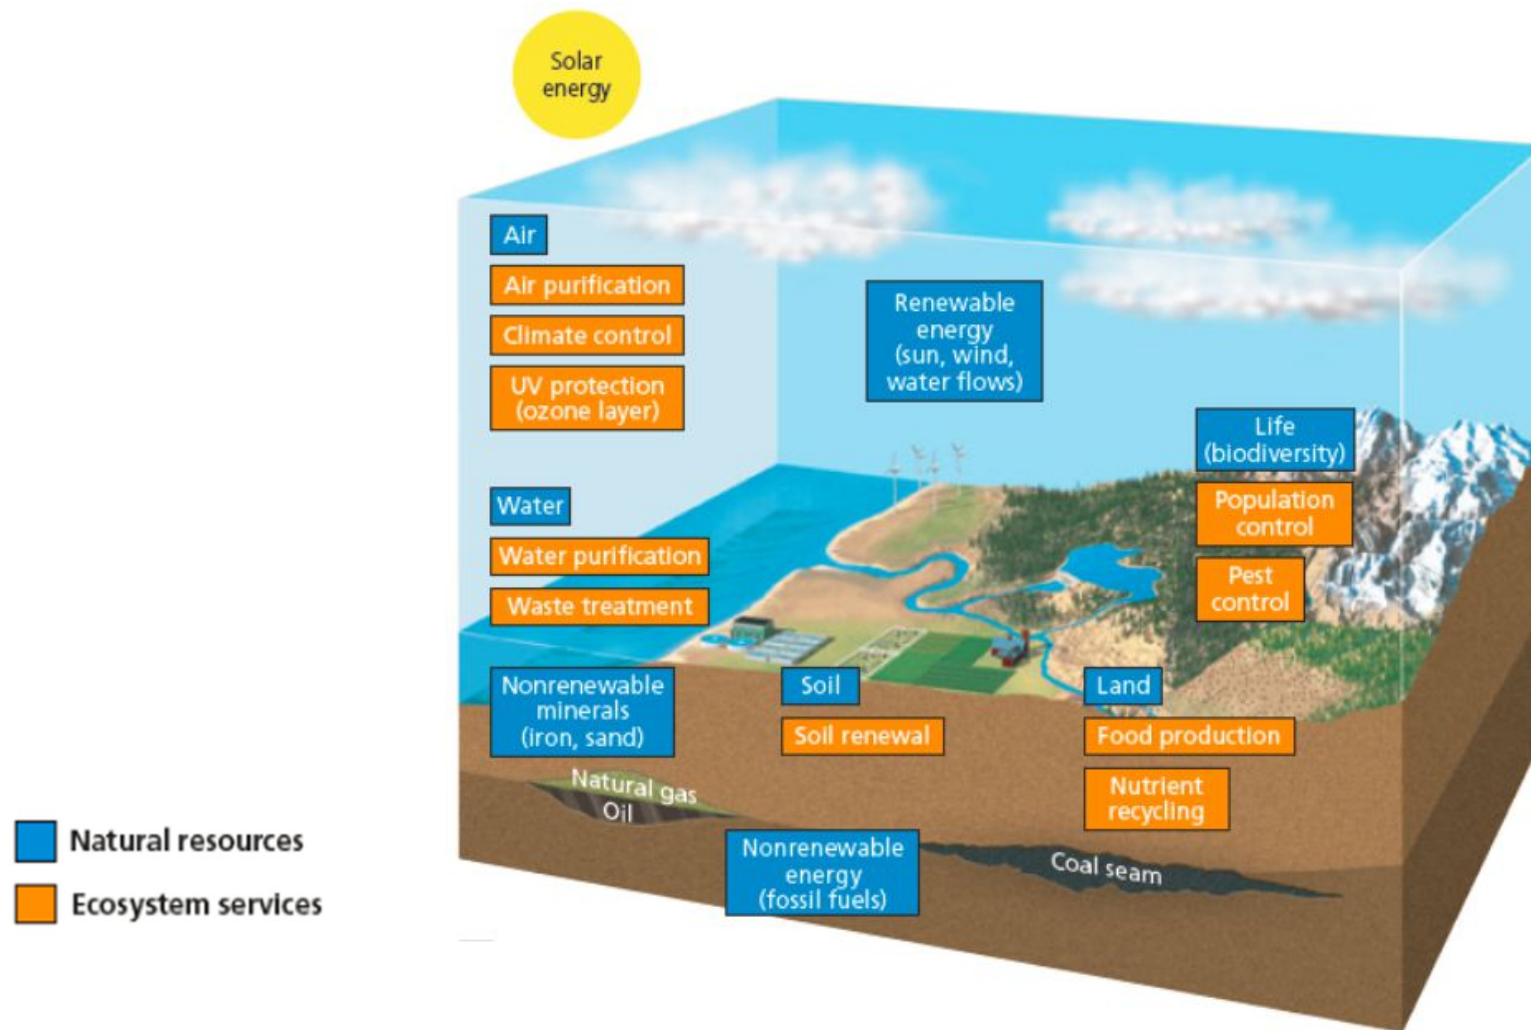 Solar
energy
Air
Air purification
Climate control
UV protection
(ozone layer)
Renewable
energy
(sun, wind,
water flows)
Life
(biodiversity)
Population
control
Pest
control
Water
Water purification
Waste treatment
Nonrenewable
minerals
(iron, sand)
Soil
Soil renewal
Land
Food production
Nutrient
recycling
Natural gas
Oil
Nonrenewable
energy
(fossil fuels)
Coal seam
Natural resources
Ecosystem services